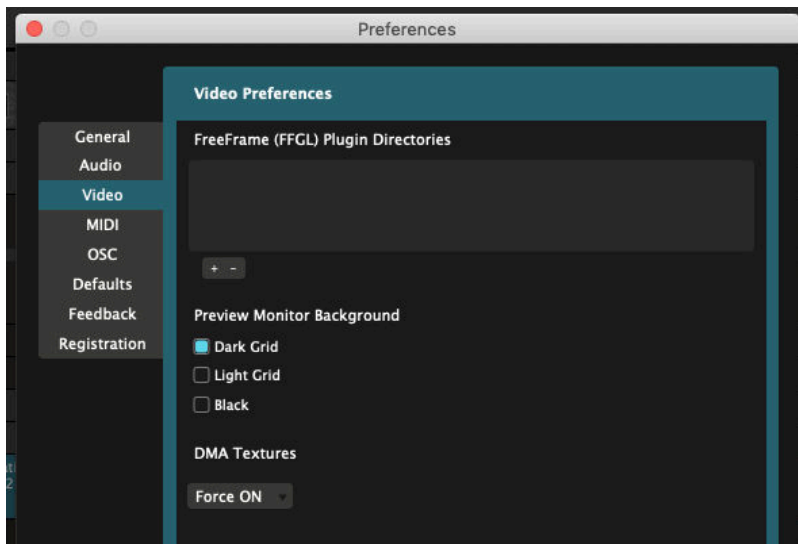 Preferences
Video Preferences
General
Audio
Video
MIDI
OSC
Defaults
Feedback
Registration
FreeFrame (FFGL) Plugin Directories
+ -
Preview Monitor Background
Dark Grid
Light Grid
Black
DMA Textures
Force ON